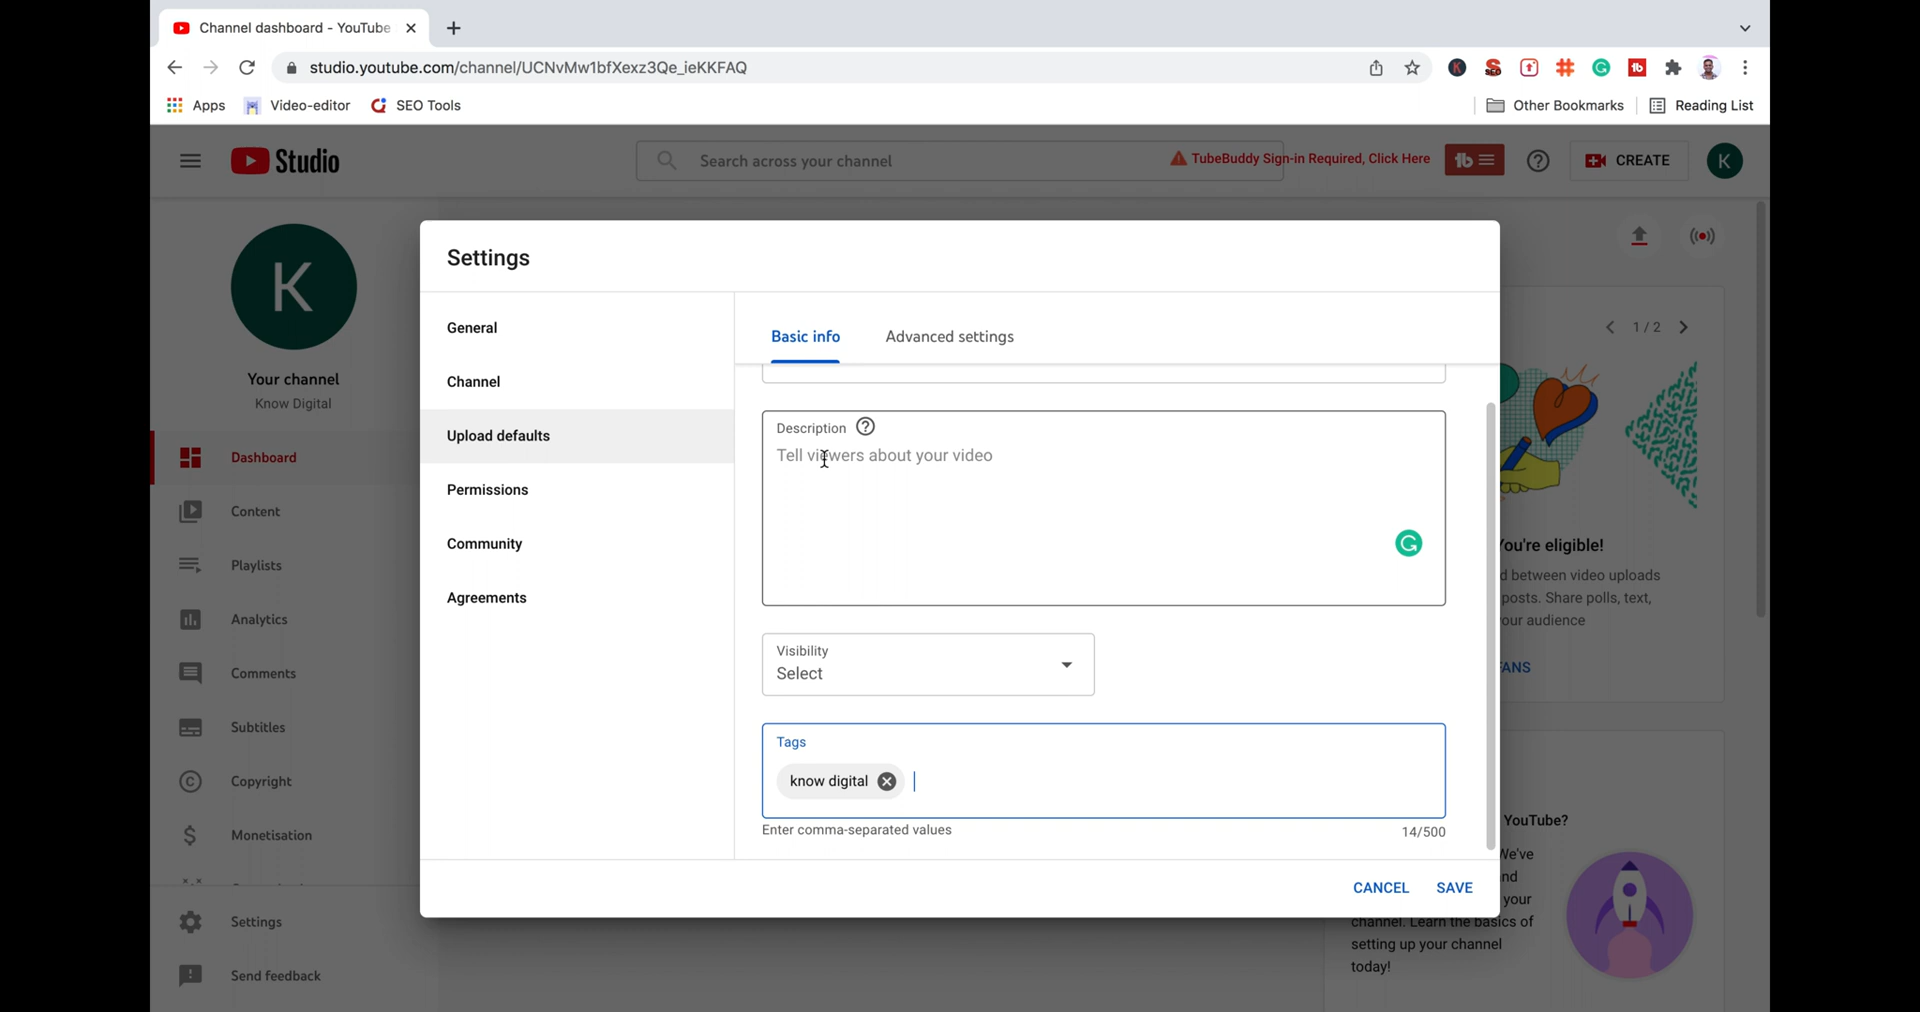 Channel dashboard - YouTube
studio.youtube.com/channel/UCNvMw1bfXexz3Qe_ieKKFAQ
Apps Video-editor SEO Tools Other Bookmarks Reading List
Studio Search across your channel TubeBuddy Sign-in Required, Click Here tb CREATE K
K
Your channel
Know Digital
Dashboard
Content
Playlists
Analytics
Comments
Subtitles
Copyright
Monetisation
Settings
Send feedback
Settings
General
Channel
Upload defaults
Permissions
Community
Agreements
Basic info Advanced settings
Description
Tell viewers about your video
Visibility
Select
Tags
know digital
Enter comma-separated values 14/500
CANCEL SAVE
1 / 2
You're eligible!
d between video uploads
posts. Share polls, text,
our audience
ANS
YouTube?
We've
nd
your
channel. Learn the basics of
setting up your channel
today!